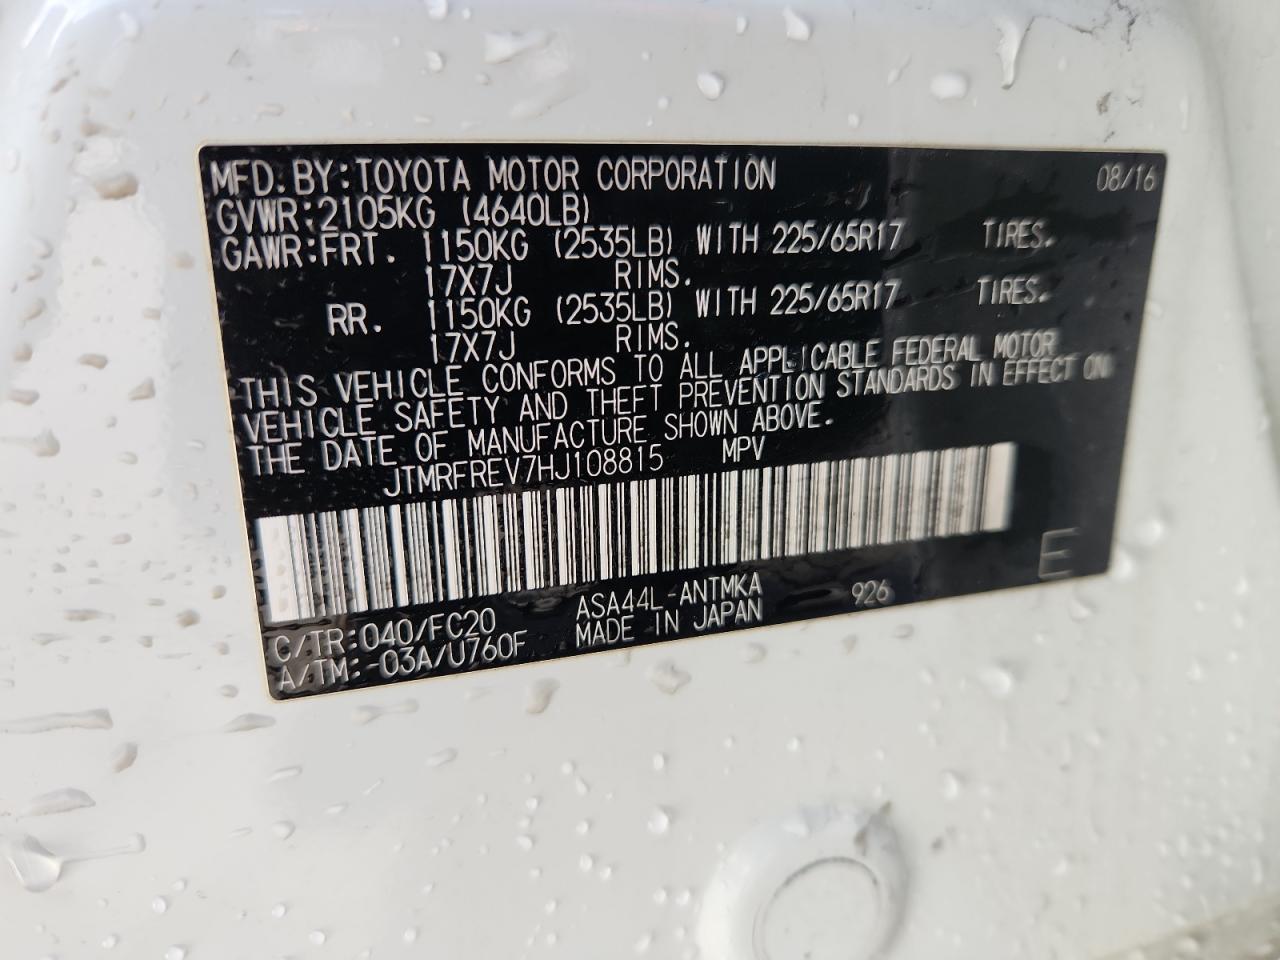 MFD. BY:TOYOTA MOTOR CORPORATION 08/16
GVWR:2105KG (4640LB)
GAWR:FRT. 1150KG (2535LB) WITH 225/65R17 TIRES.
17X7J RIMS.
RR. 1150KG (2535LB) WITH 225/65R17 TIRES.
17X7J RIMS.
THIS VEHICLE CONFORMS TO ALL APPLICABLE FEDERAL MOTOR
VEHICLE SAFETY AND THEFT PREVENTION STANDARDS IN EFFECT ON
THE DATE OF MANUFACTURE SHOWN ABOVE.
JTMRFREV7HJ108815 MPV
E
C/TR:040/FC20 ASA44L-ANTMKA 926
A/TM:-03A/U760F MADE IN JAPAN